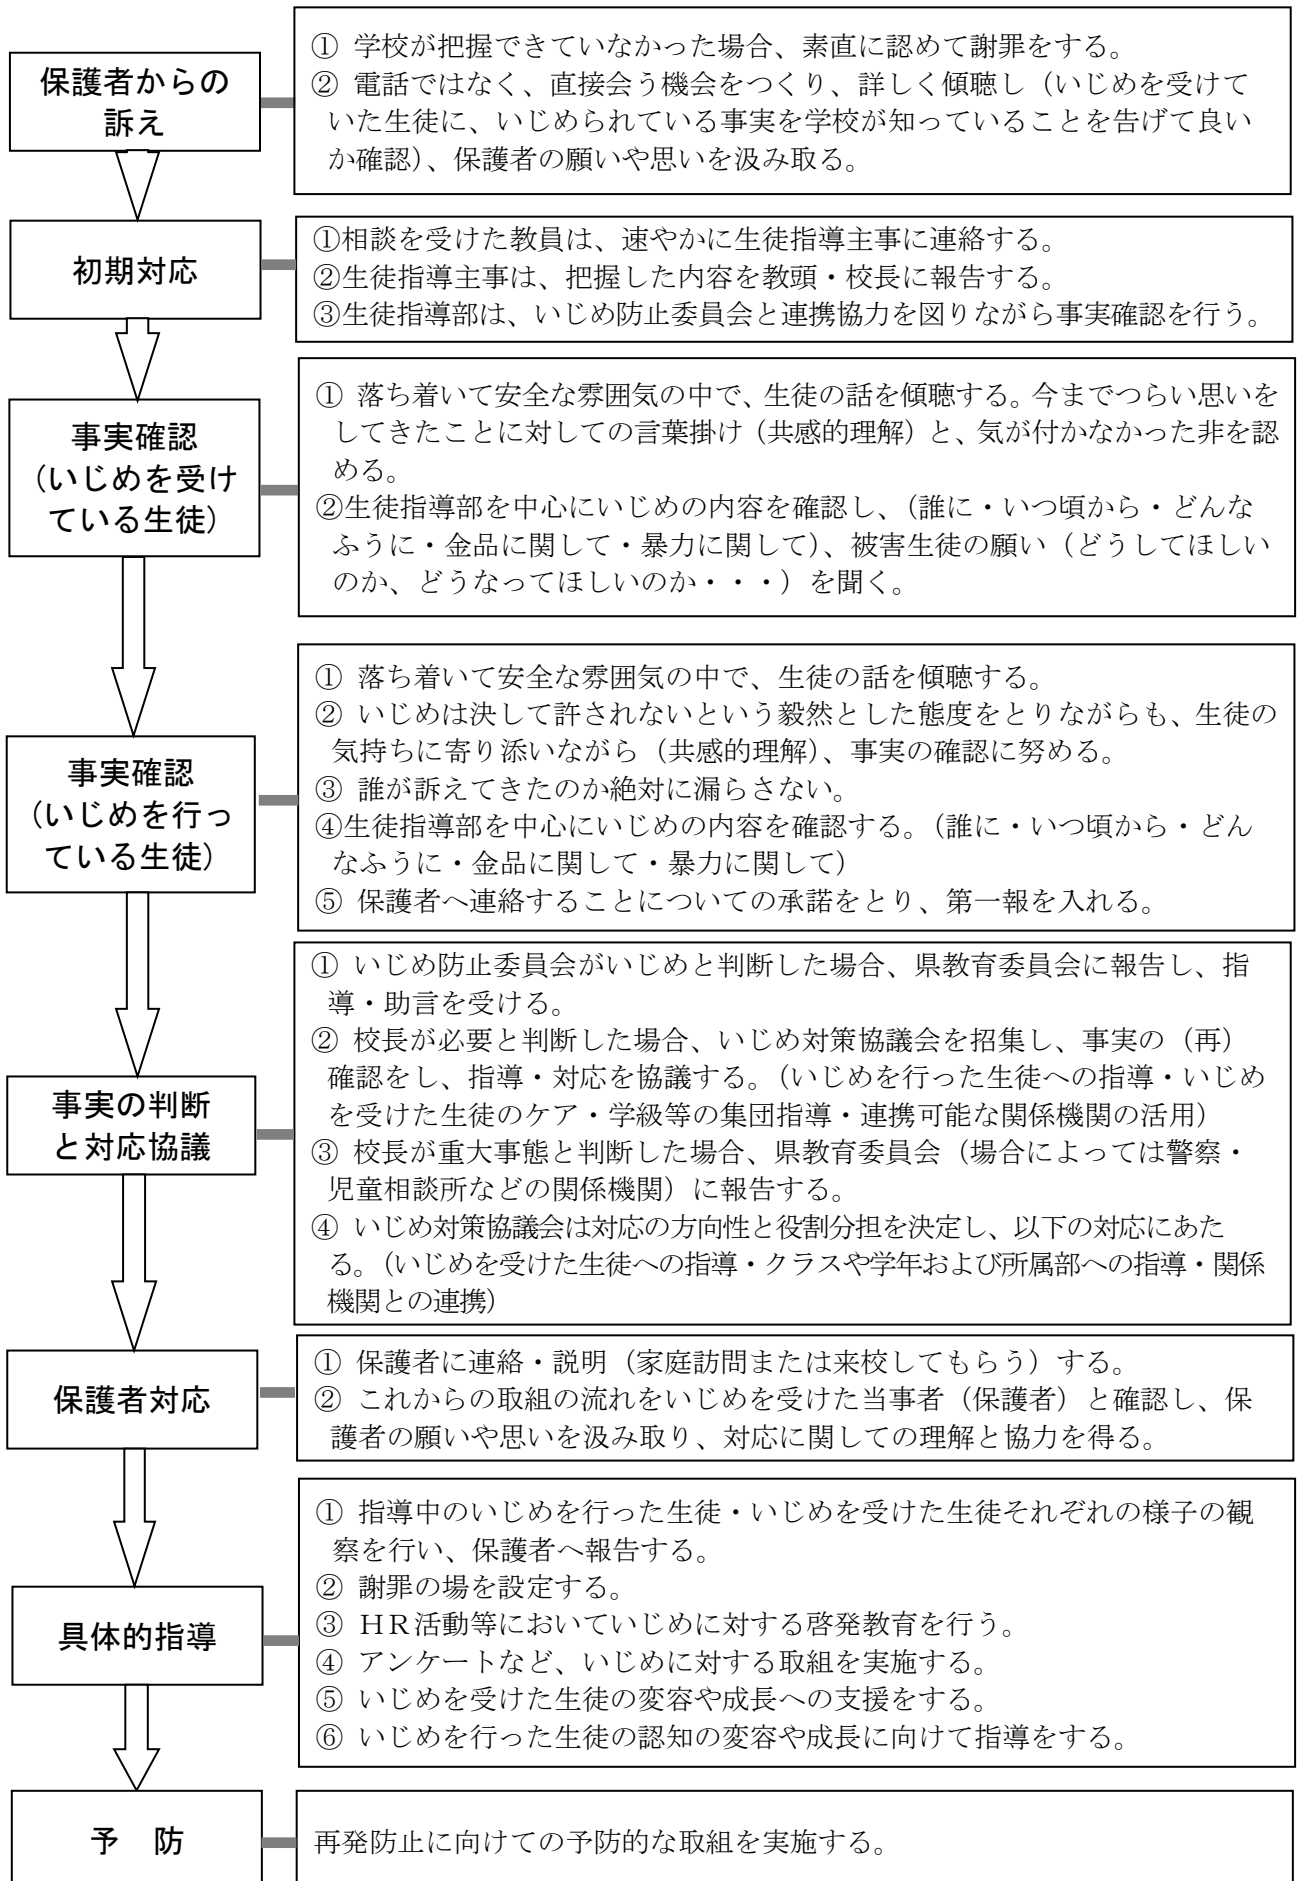 保護者からの
訴え
① 学校が把握できていなかった場合、素直に認めて謝罪をする。
② 電話ではなく、直接会う機会をつくり、詳しく傾聴し（いじめを受けて
いた生徒に、いじめられている事実を学校が知っていることを告げて良い
か確認）、保護者の願いや思いを汲み取る。
初期対応
①相談を受けた教員は、速やかに生徒指導主事に連絡する。
②生徒指導主事は、把握した内容を教頭・校長に報告する。
③生徒指導部は、いじめ防止委員会と連携協力を図りながら事実確認を行う。
事実確認
（いじめを受け
ている生徒）
① 落ち着いて安全な雰囲気の中で、生徒の話を傾聴する。今までつらい思いを
してきたことに対しての言葉掛け（共感的理解）と、気が付かなかった非を認
める。
②生徒指導部を中心にいじめの内容を確認し、（誰に・いつ頃から・どんな
ふうに・金品に関して・暴力に関して）、被害生徒の願い（どうしてほしい
のか、どうなってほしいのか・・・）を聞く。
事実確認
（いじめを行っ
ている生徒）
① 落ち着いて安全な雰囲気の中で、生徒の話を傾聴する。
② いじめは決して許されないという毅然とした態度をとりながらも、生徒の
気持ちに寄り添いながら（共感的理解）、事実の確認に努める。
③ 誰が訴えてきたのか絶対に漏らさない。
④生徒指導部を中心にいじめの内容を確認する。（誰に・いつ頃から・どん
なふうに・金品に関して・暴力に関して）
⑤ 保護者へ連絡することについての承諾をとり、第一報を入れる。
事実の判断
と対応協議
① いじめ防止委員会がいじめと判断した場合、県教育委員会に報告し、指
導・助言を受ける。
② 校長が必要と判断した場合、いじめ対策協議会を招集し、事実の（再）
確認をし、指導・対応を協議する。（いじめを行った生徒への指導・いじめ
を受けた生徒のケア・学級等の集団指導・連携可能な関係機関の活用）
③ 校長が重大事態と判断した場合、県教育委員会（場合によっては警察・
児童相談所などの関係機関）に報告する。
④ いじめ対策協議会は対応の方向性と役割分担を決定し、以下の対応にあた
る。（いじめを受けた生徒への指導・クラスや学年および所属部への指導・関係
機関との連携）
保護者対応
① 保護者に連絡・説明（家庭訪問または来校してもらう）する。
② これからの取組の流れをいじめを受けた当事者（保護者）と確認し、保
護者の願いや思いを汲み取り、対応に関しての理解と協力を得る。
具体的指導
① 指導中のいじめを行った生徒・いじめを受けた生徒それぞれの様子の観
察を行い、保護者へ報告する。
② 謝罪の場を設定する。
③ ＨＲ活動等においていじめに対する啓発教育を行う。
④ アンケートなど、いじめに対する取組を実施する。
⑤ いじめを受けた生徒の変容や成長への支援をする。
⑥ いじめを行った生徒の認知の変容や成長に向けて指導をする。
予　防
再発防止に向けての予防的な取組を実施する。